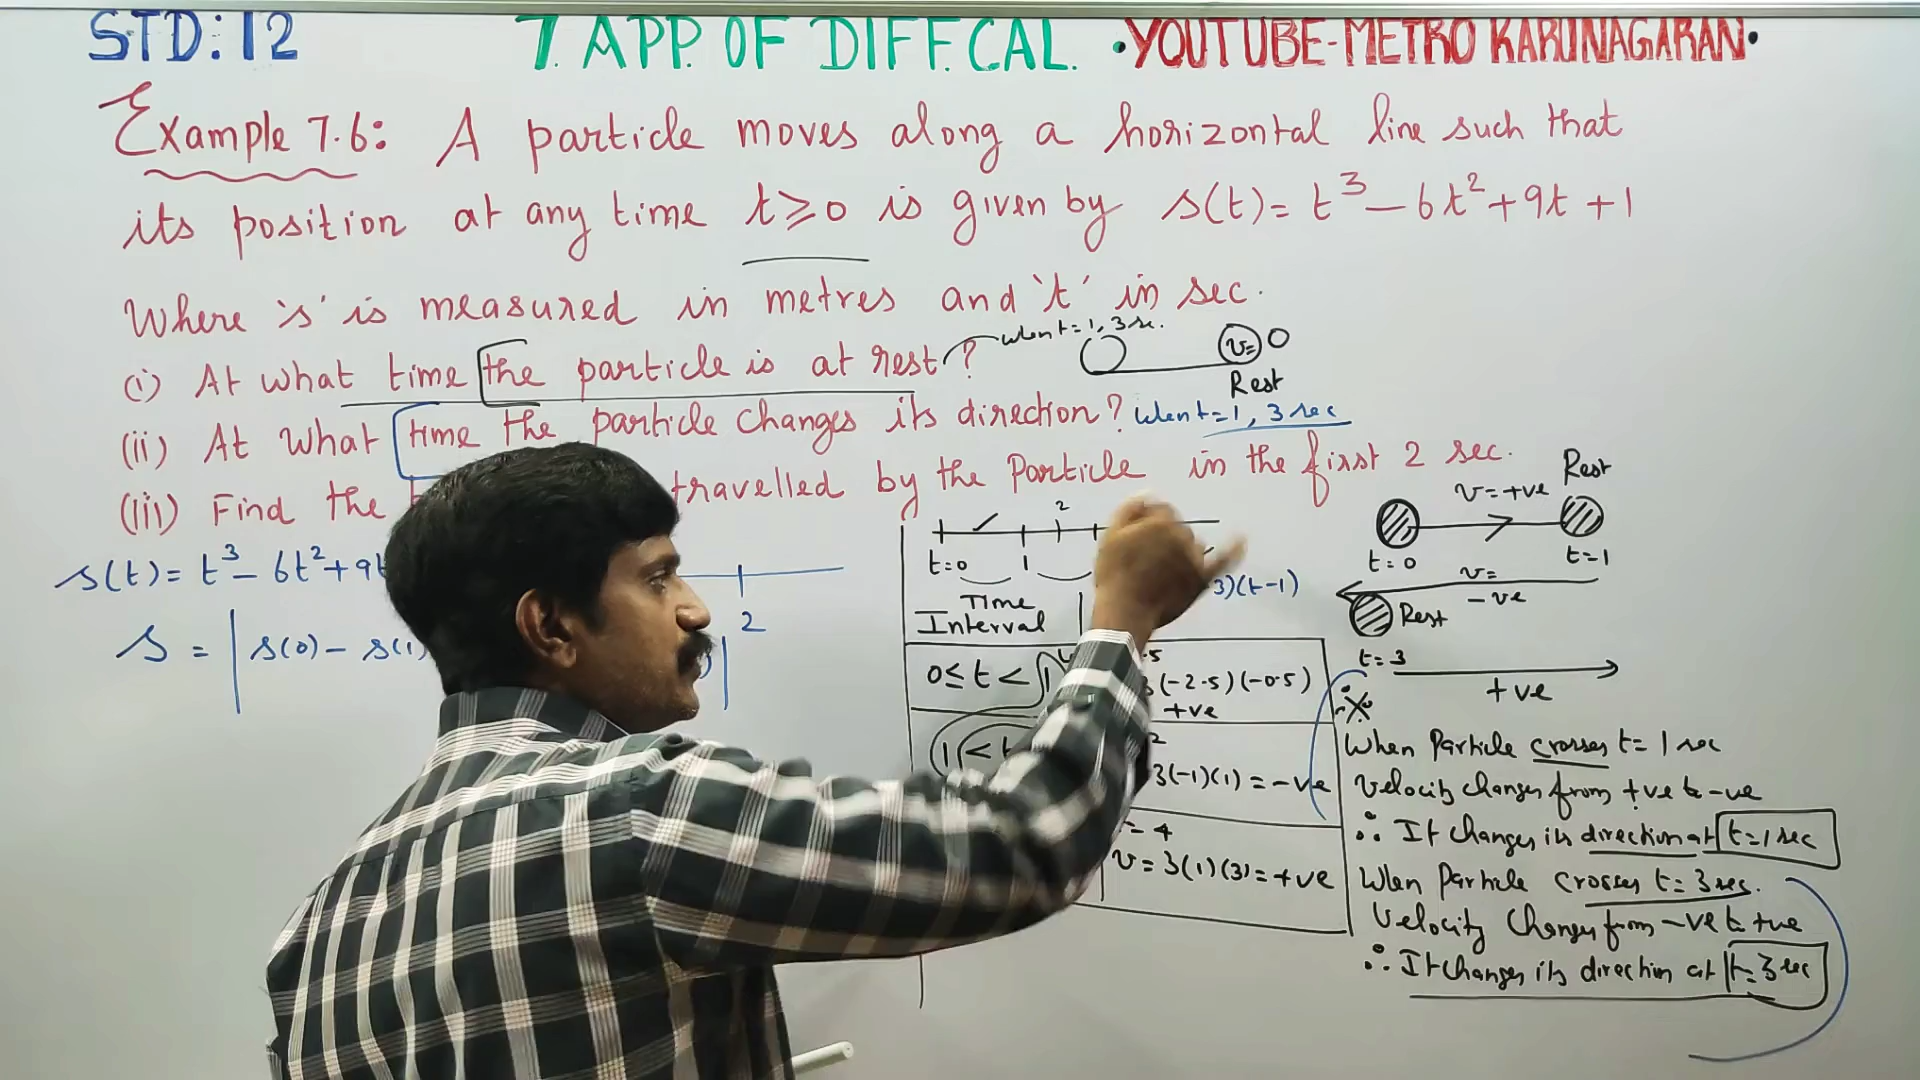 STD: 12 7. APP. OF DIFF. CAL. •YOUTUBE-METRO KARUNAGARAN•
Example 7.6: A particle moves along a horizontal line such that
its position at any time t≥0 is given by s(t)= t³-6t²+9t+1
Where 's' is measured in metres and 't' in sec.
(i) At what time the particle is at rest? When t=1, 3 sec.
v=0
Rest
(ii) At what time the particle changes its direction? When t=1, 3 sec
(iii) Find the travelled by the Particle in the first 2 sec.
s(t)= t³-6t²+9t
2
s = |s(0)-s(1)
|
2
t=0 1
3)(t-1)
Time
Interval
0≤t<1
3(-2.5)(-0.5)
+ve
1<t
3(-1)(1)=-ve
= 4
v=3(1)(3)=+ve
Rest
v=+ve
t=0 t=1
v=
-ve
Rest
t=3
+ve
When Particle crosses t=1 sec
Velocity changes from +ve to -ve
∴ It changes its direction at t=1 sec
When Particle crosses t=3 sec.
Velocity changes from -ve to +ve
∴ It changes its direction at t=3 sec